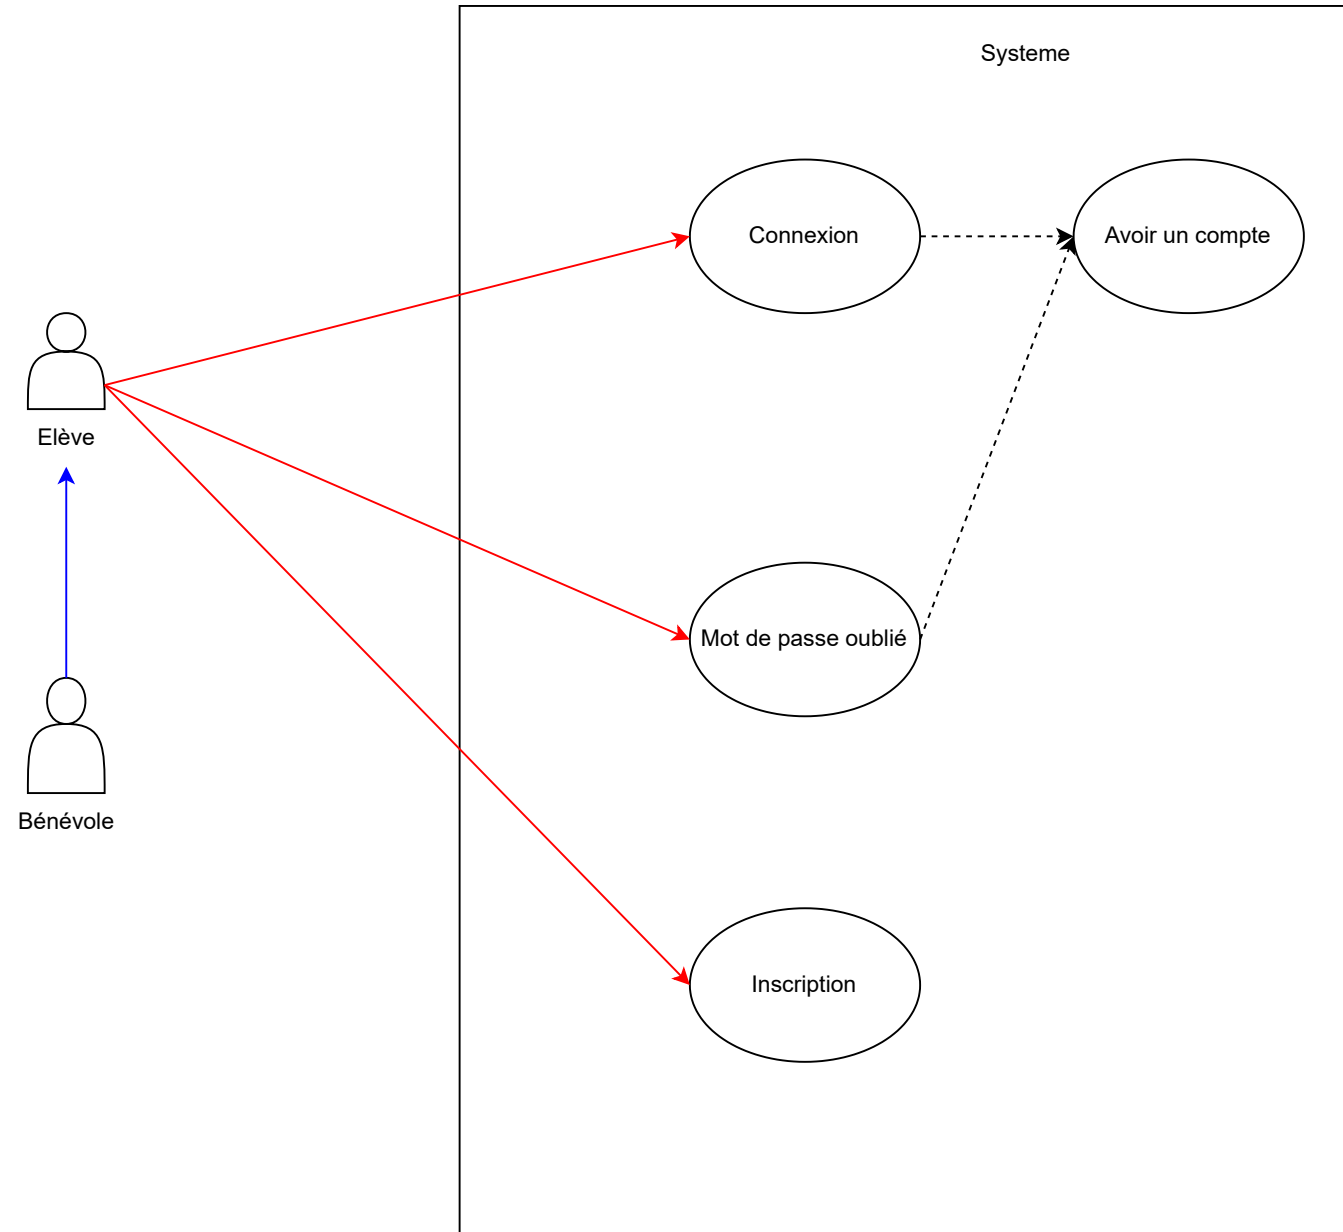 Systeme
Connexion
Avoir un compte
Elève
Mot de passe oublié
Bénévole
Inscription